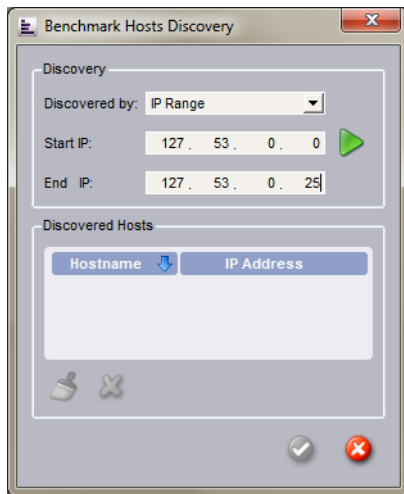 Benchmark Hosts Discovery
Discovery
Discovered by: IP Range
Start IP: 127 . 53 . 0 . 0
End IP: 127 . 53 . 0 . 25
Discovered Hosts
Hostname IP Address